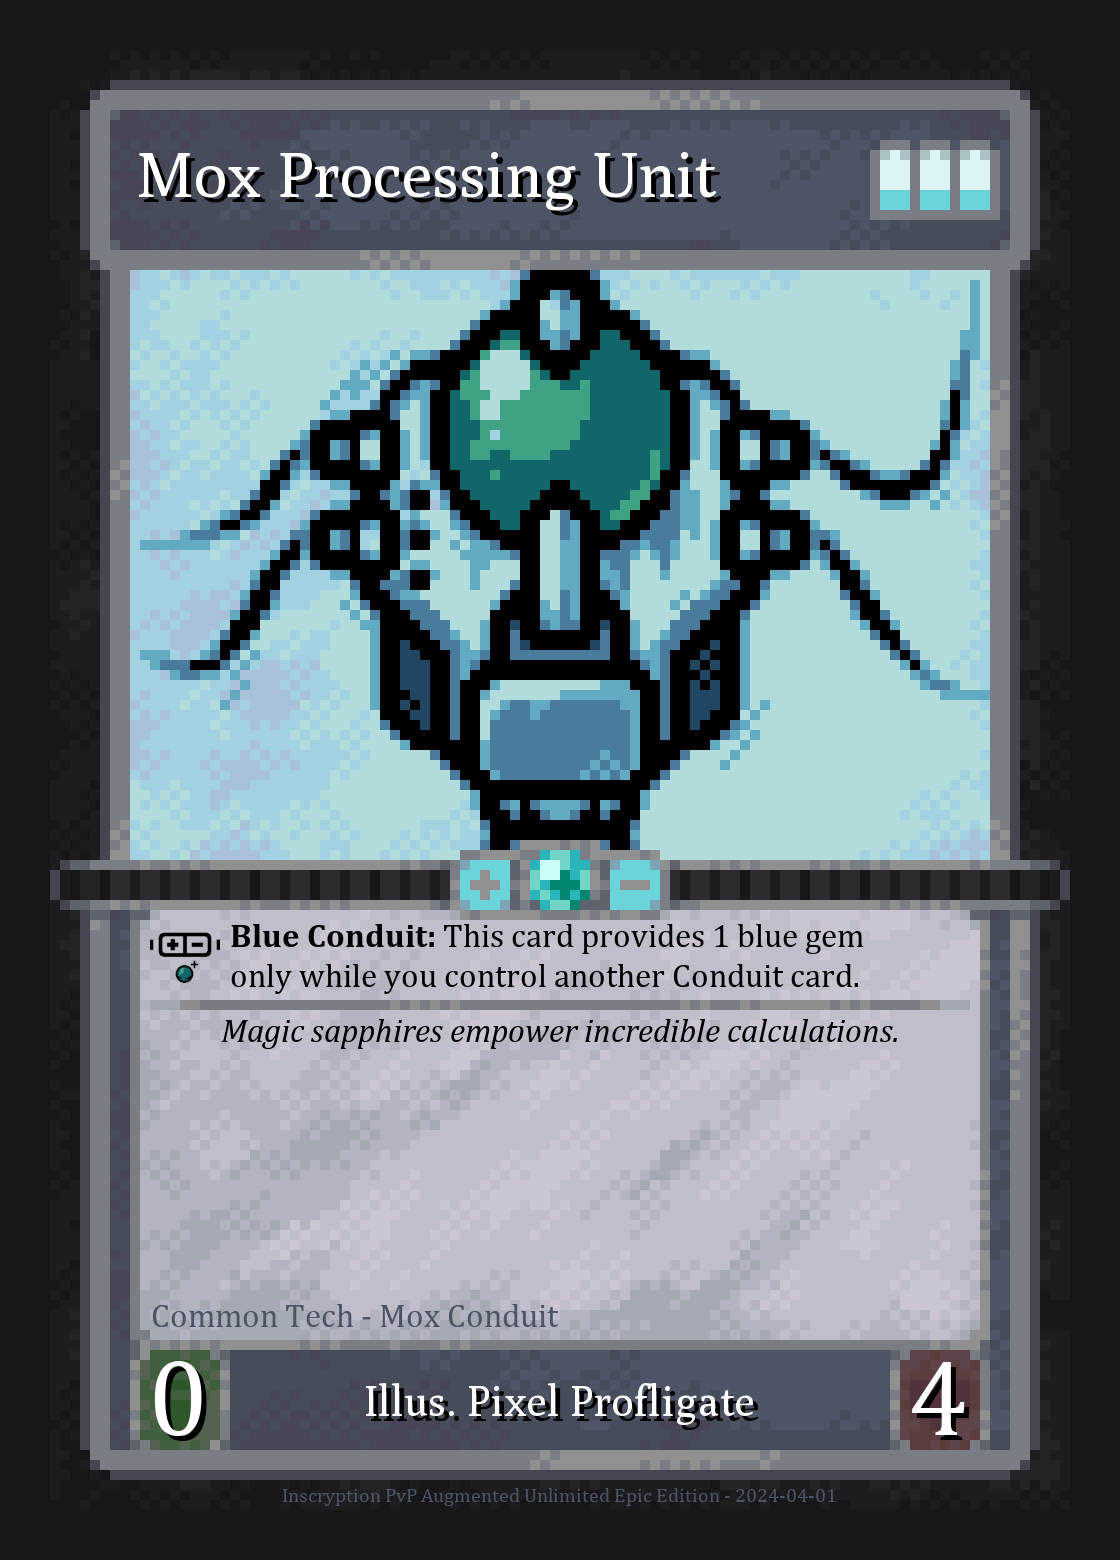 Mox Processing Unit
Blue Conduit: This card provides 1 blue gem
only while you control another Conduit card.
Magic sapphires empower incredible calculations.
Common Tech - Mox Conduit
0
Illus. Pixel Profligate
4
Inscryption PvP Augmented Unlimited Epic Edition - 2024-04-01